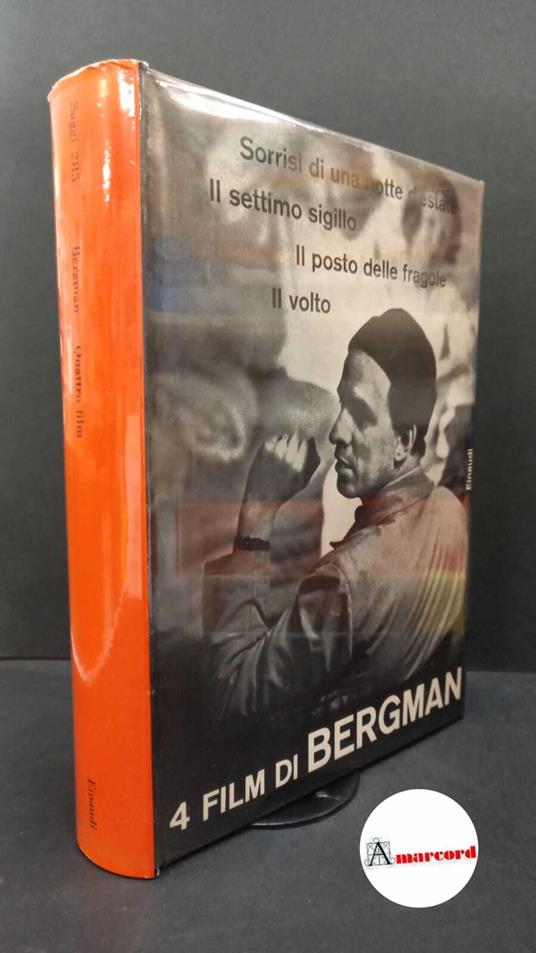 Saggi 285
Bergman Quattro film
Einaudi
Sorrisi di una notte d'estate
Il settimo sigillo
Il posto delle fragole
Il volto
Einaudi
4 FILM DI BERGMAN
Amarcord